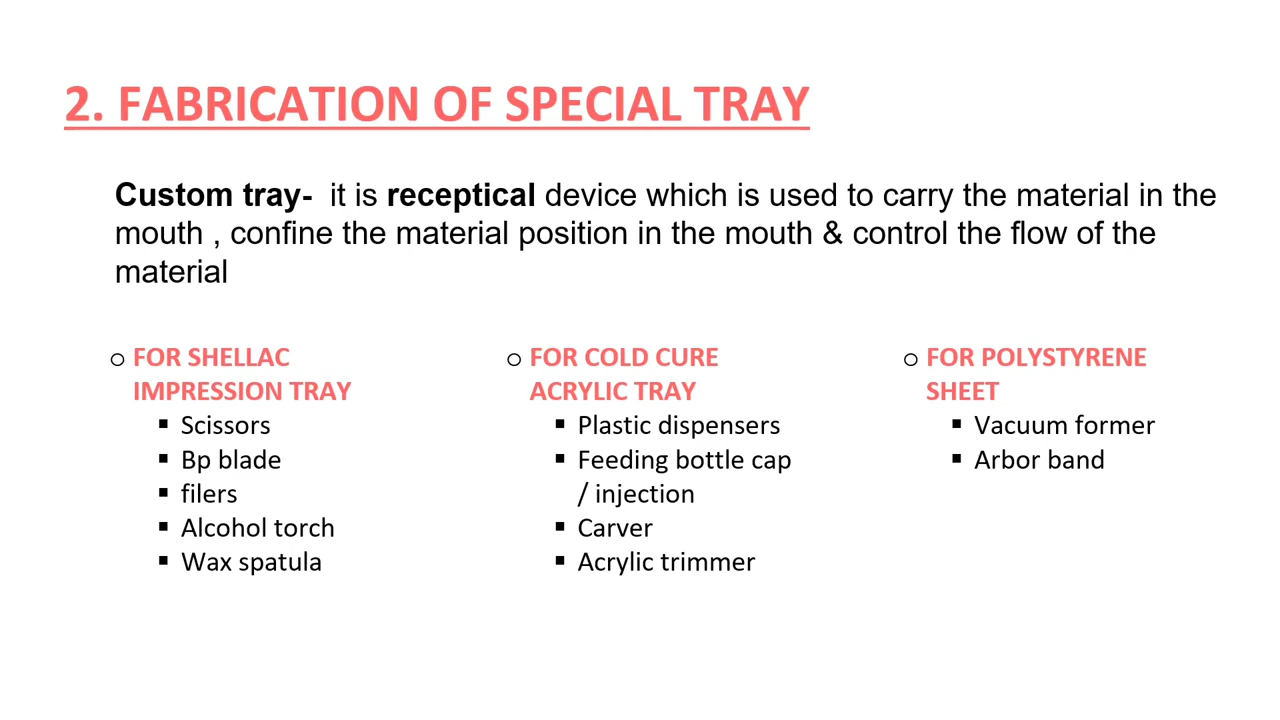 2. FABRICATION OF SPECIAL TRAY
Custom tray-  it is receptical device which is used to carry the material in the
mouth , confine the material position in the mouth & control the flow of the
material
o FOR SHELLAC
IMPRESSION TRAY
▪ Scissors
▪ Bp blade
▪ filers
▪ Alcohol torch
▪ Wax spatula
o FOR COLD CURE
ACRYLIC TRAY
▪ Plastic dispensers
▪ Feeding bottle cap
/ injection
▪ Carver
▪ Acrylic trimmer
o FOR POLYSTYRENE
SHEET
▪ Vacuum former
▪ Arbor band